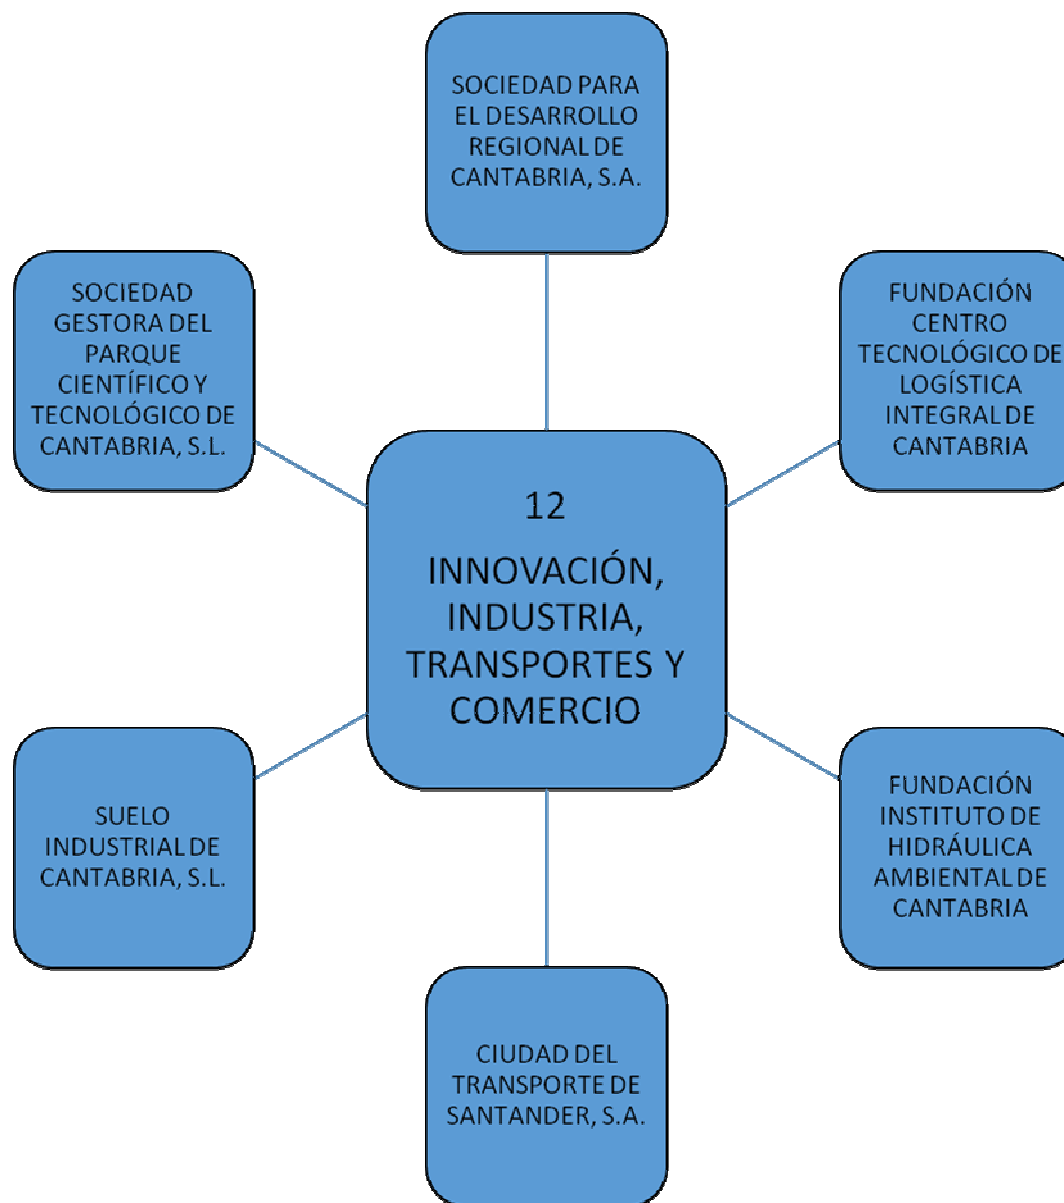 SOCIEDAD PARA
EL DESARROLLO
REGIONAL DE
CANTABRIA, S.A.
SOCIEDAD
GESTORA DEL
PARQUE
CIENTÍFICO Y
TECNOLÓGICO DE
CANTABRIA, S.L.
FUNDACIÓN
CENTRO
TECNOLÓGICO DE
LOGÍSTICA
INTEGRAL DE
CANTABRIA
12
INNOVACIÓN,
INDUSTRIA,
TRANSPORTES Y
COMERCIO
SUELO
INDUSTRIAL DE
CANTABRIA, S.L.
FUNDACIÓN
INSTITUTO DE
HIDRÁULICA
AMBIENTAL DE
CANTABRIA
CIUDAD DEL
TRANSPORTE DE
SANTANDER, S.A.